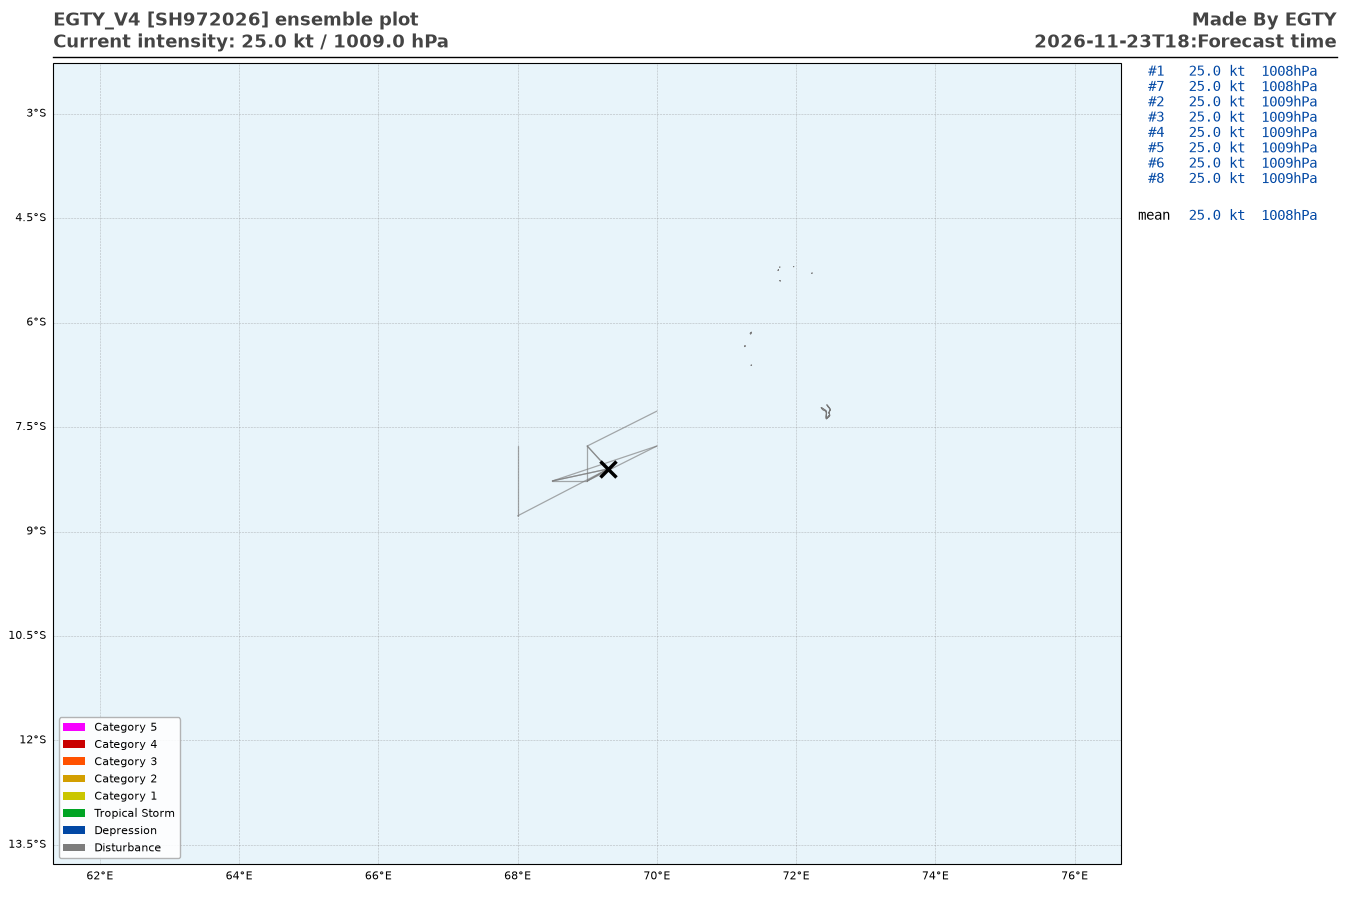 EGTY_V4 [SH972026] ensemble plot
Current intensity: 25.0 kt / 1009.0 hPa
Made By EGTY
2026-11-23T18:Forecast time
#1 25.0 kt 1008hPa
#7 25.0 kt 1008hPa
#2 25.0 kt 1009hPa
#3 25.0 kt 1009hPa
#4 25.0 kt 1009hPa
#5 25.0 kt 1009hPa
#6 25.0 kt 1009hPa
#8 25.0 kt 1009hPa
mean 25.0 kt 1008hPa
3°S
4.5°S
6°S
7.5°S
9°S
10.5°S
12°S
13.5°S
Category 5
Category 4
Category 3
Category 2
Category 1
Tropical Storm
Depression
Disturbance
62°E 64°E 66°E 68°E 70°E 72°E 74°E 76°E